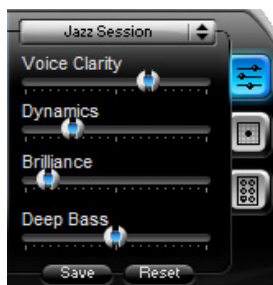 Jazz Session
Voice Clarity
Dynamics
Brilliance
Deep Bass
Save Reset